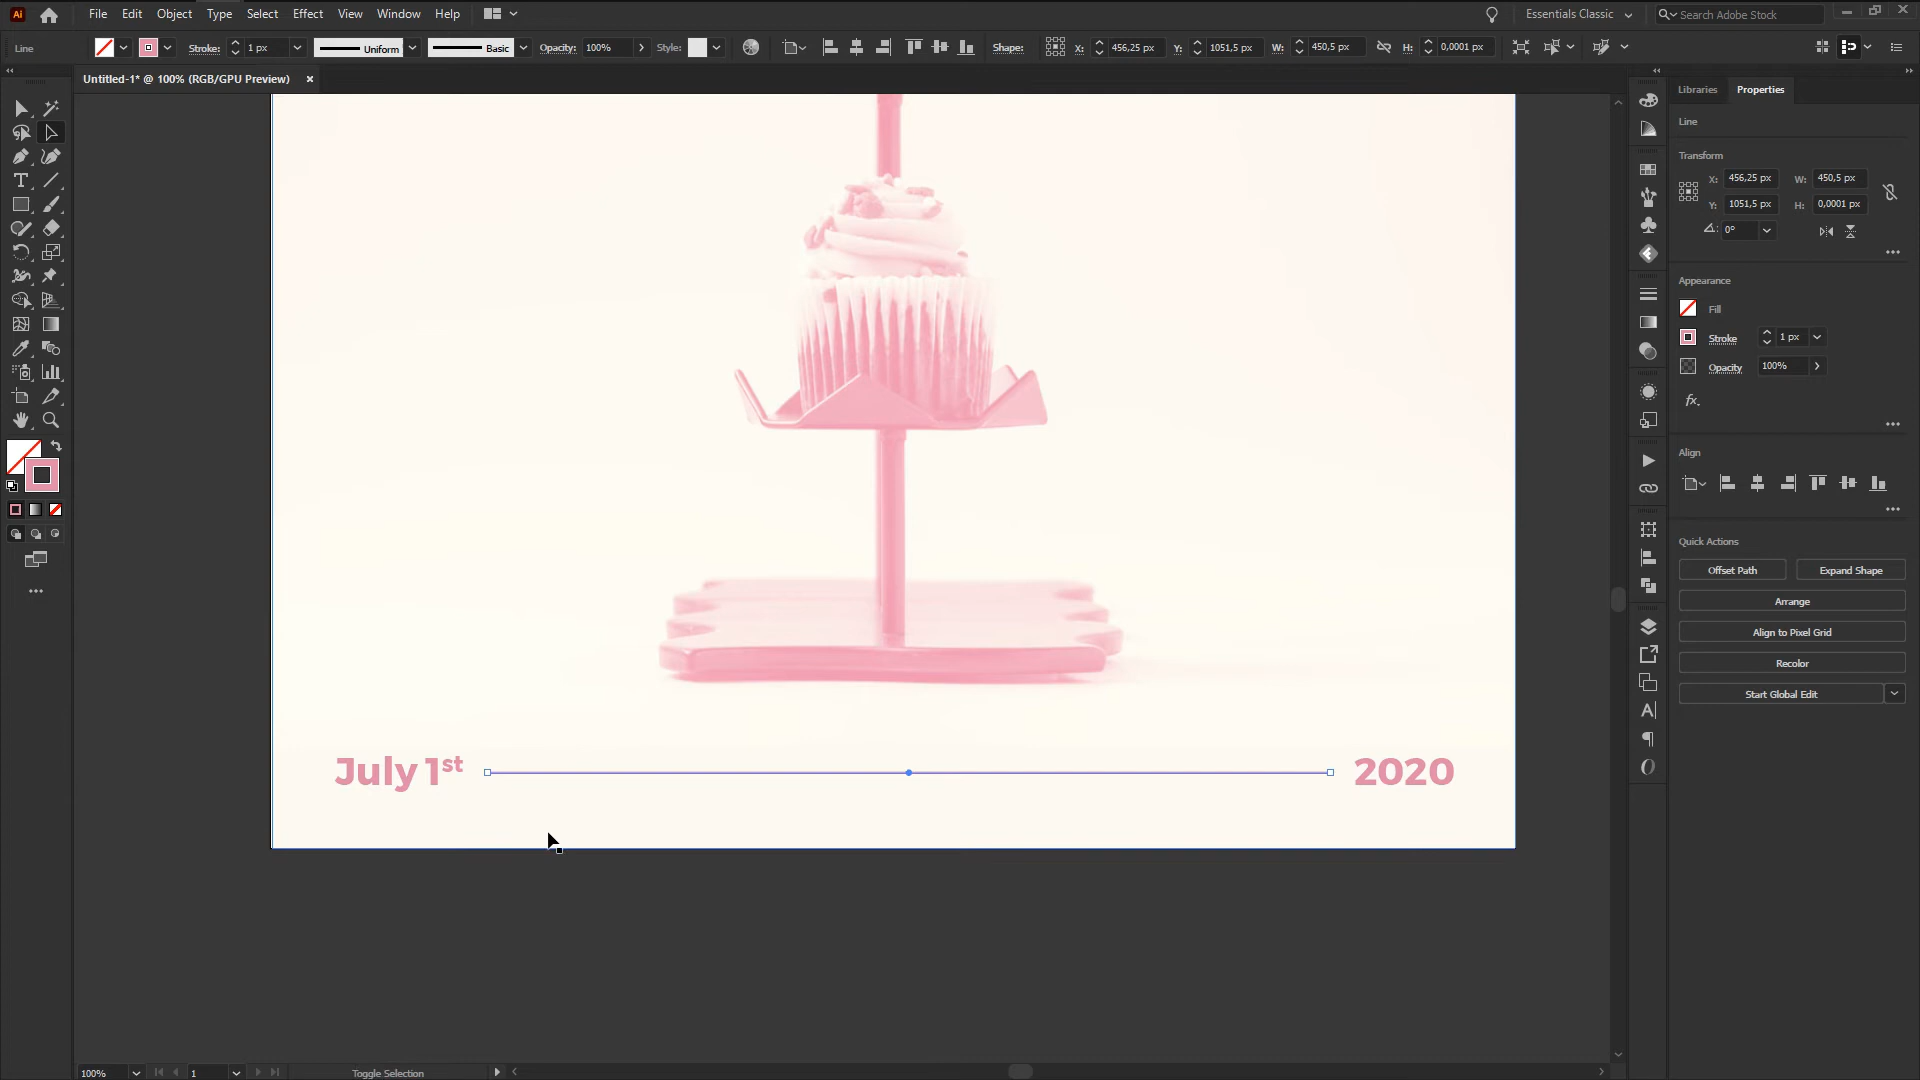 Ai
File Edit Object Type Select Effect View Window Help
Essentials Classic
Search Adobe Stock
Line
Stroke: 1 px
Uniform
Basic
Opacity: 100%
Style:
Shape:
X: 456,25 px
Y: 1051,5 px
W: 450,5 px
H: 0,0001 px
Untitled-1* @ 100% (RGB/GPU Preview) ×
Libraries
Properties
Line
Transform
X: 456,25 px
W: 450,5 px
Y: 1051,5 px
H: 0,0001 px
0°
Appearance
Fill
Stroke
1 px
Opacity
100%
fx.
Align
Quick Actions
Offset Path
Expand Shape
Arrange
Align to Pixel Grid
Recolor
Start Global Edit
July 1st
2020
100%
1
Toggle Selection